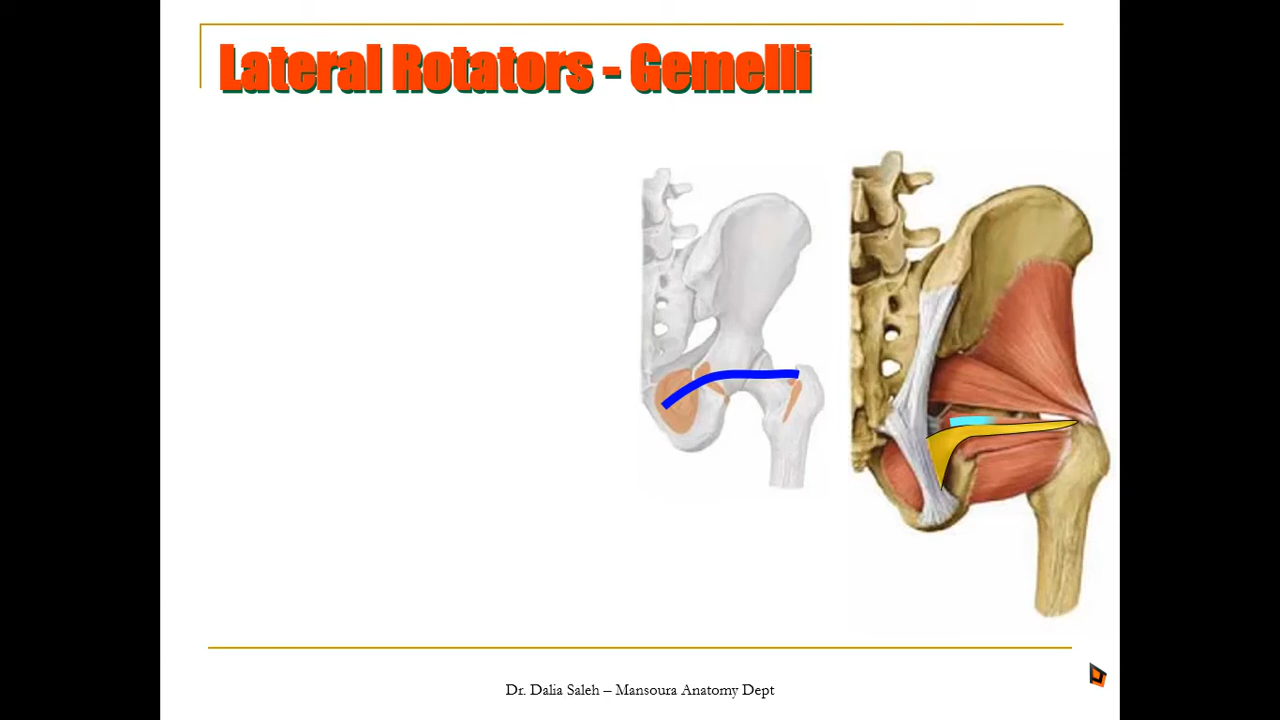 Lateral Rotators - Gemelli
Dr. Dalia Saleh – Mansoura Anatomy Dept